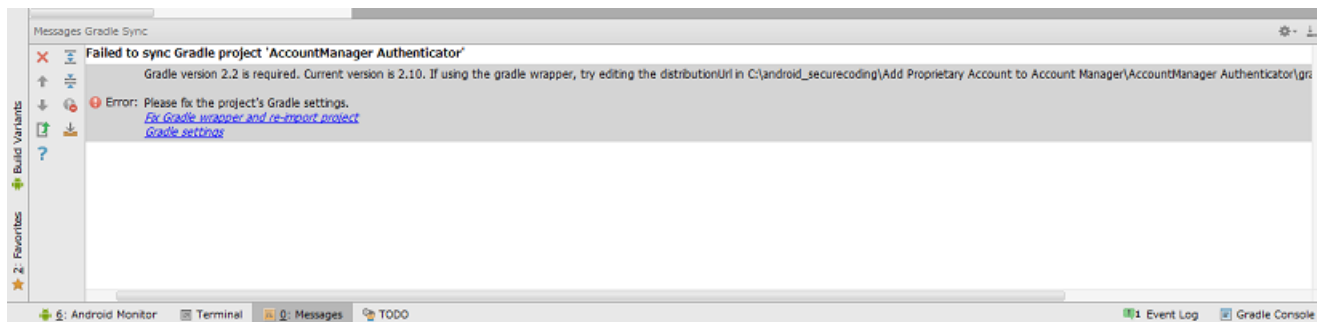 Messages Gradle Sync
Failed to sync Gradle project 'AccountManager Authenticator'
Gradle version 2.2 is required. Current version is 2.10. If using the gradle wrapper, try editing the distributionUrl in C:\android_securecoding\Add Proprietary Account to Account Manager\AccountManager Authenticator\gra
Error: Please fix the project's Gradle settings.
Fix Gradle wrapper and re-import project
Gradle settings
Build Variants
2: Favorites
6: Android Monitor Terminal 0: Messages TODO 1 Event Log Gradle Console